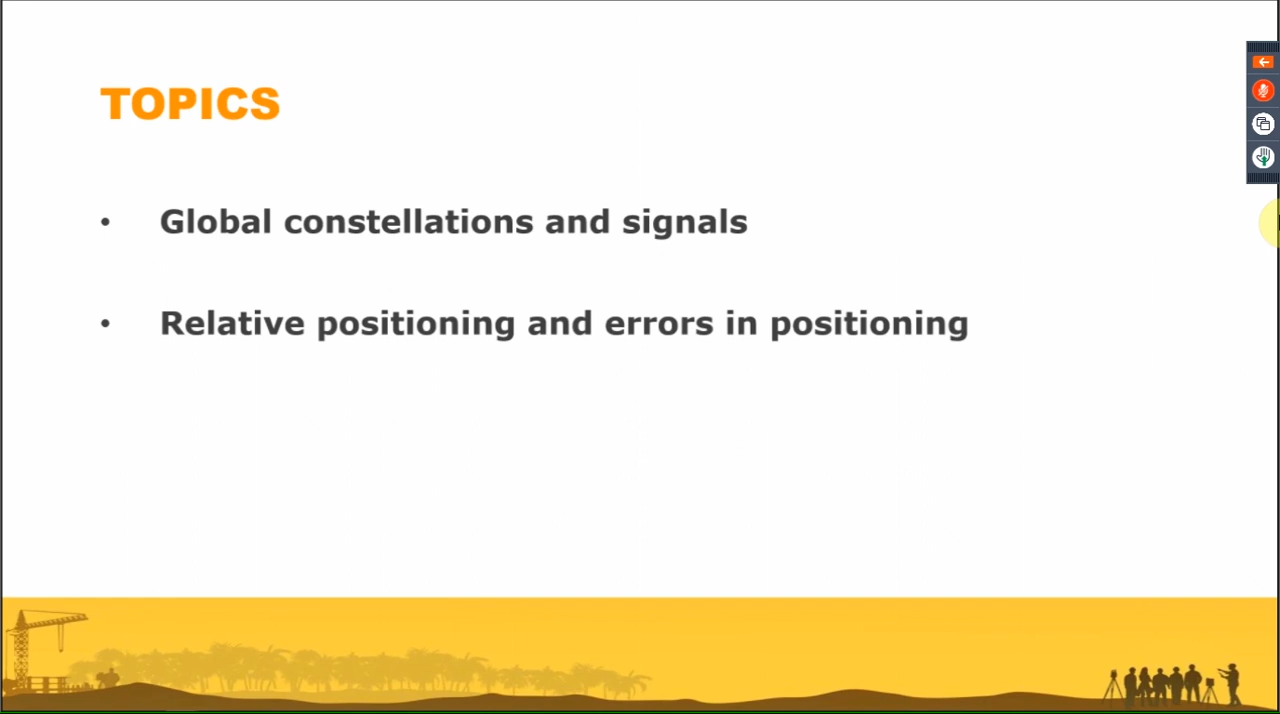 TOPICS
• Global constellations and signals
• Relative positioning and errors in positioning